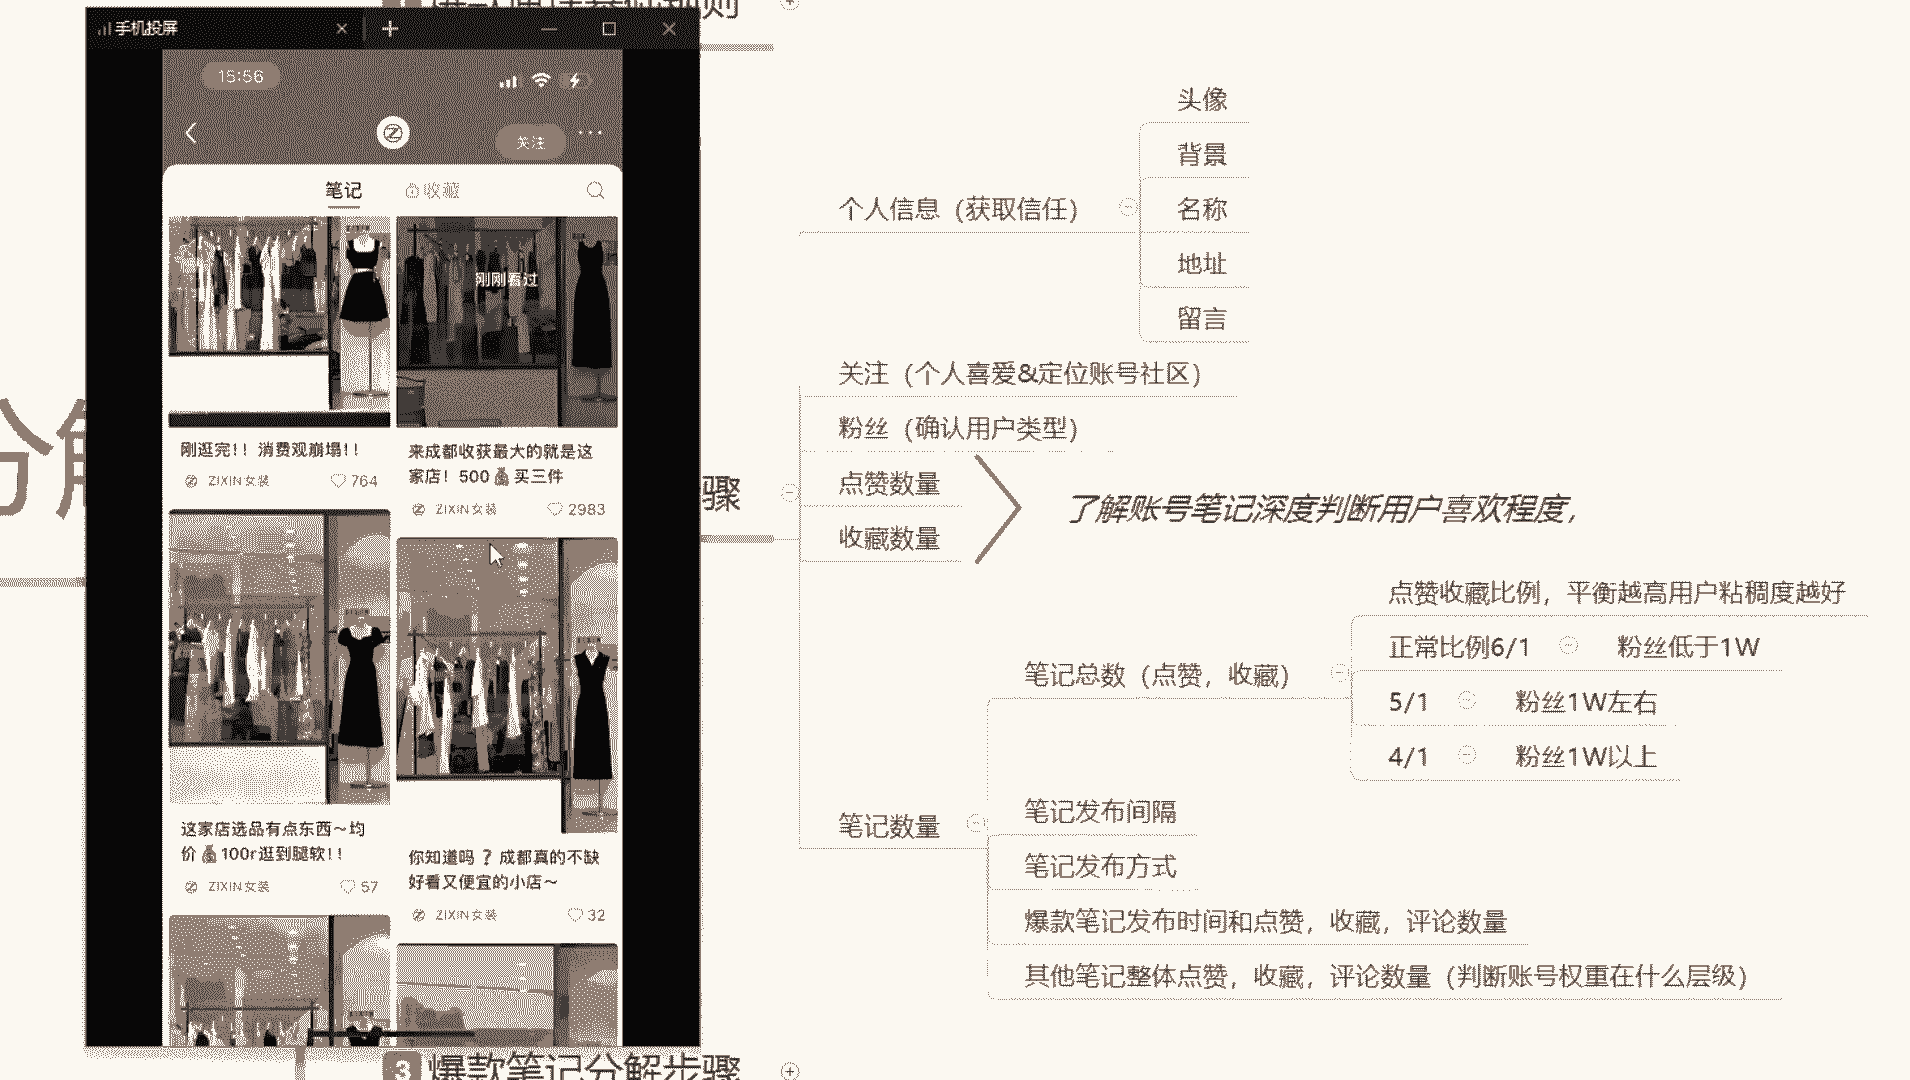 手机投屏
15:56
关注
笔记
收藏
刚刚看过
刚逛完!! 消费观崩塌!!
ZIXIN女装
764
来成都收获最大的就是这
家店! 500💰买三件
ZIXIN女装
2983
这家店选品有点东西～均
价💰100r逛到腿软!!
ZIXIN女装
57
你知道吗？成都真的不缺
好看又便宜的小店～
ZIXIN女装
32
骤
个人信息（获取信任）
头像
背景
名称
地址
留言
关注（个人喜爱&定位账号社区）
粉丝（确认用户类型）
点赞数量
收藏数量
了解账号笔记深度判断用户喜欢程度，
笔记数量
笔记总数（点赞，收藏）
点赞收藏比例，平衡越高用户粘稠度越好
正常比例6/1
粉丝低于1W
5/1
粉丝1W左右
4/1
粉丝1W以上
笔记发布间隔
笔记发布方式
爆款笔记发布时间和点赞，收藏，评论数量
其他笔记整体点赞，收藏，评论数量（判断账号权重在什么层级）
3 爆款笔记分解步骤